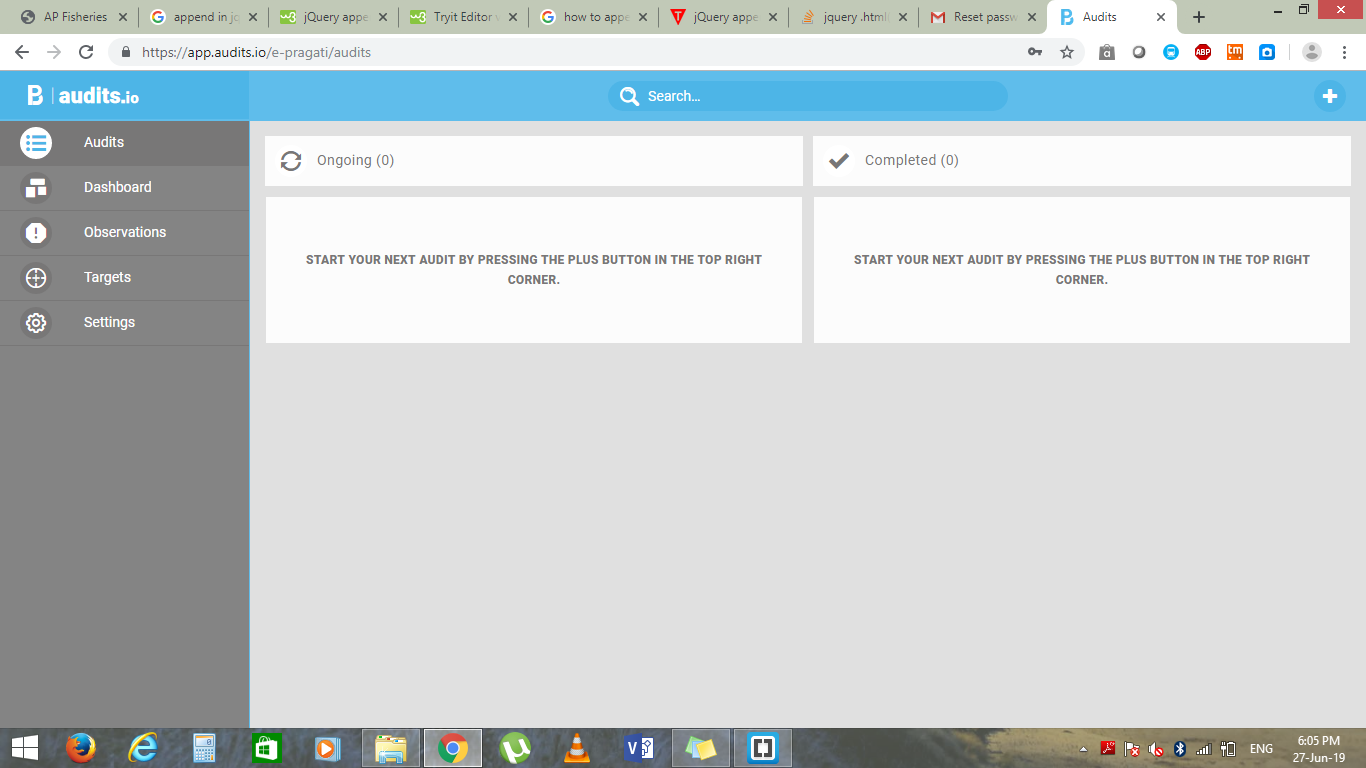 AP Fisheries
append in jq
jQuery appe
Tryit Editor v
how to appe
jQuery appe
jquery .html(
Reset passw
Audits
https://app.audits.io/e-pragati/audits
a
ABP
tm
B | audits.io
Search...
Audits
Dashboard
Observations
Targets
Settings
Ongoing (0)
Completed (0)
START YOUR NEXT AUDIT BY PRESSING THE PLUS BUTTON IN THE TOP RIGHT
CORNER.
START YOUR NEXT AUDIT BY PRESSING THE PLUS BUTTON IN THE TOP RIGHT
CORNER.
ENG
6:05 PM
27-Jun-19